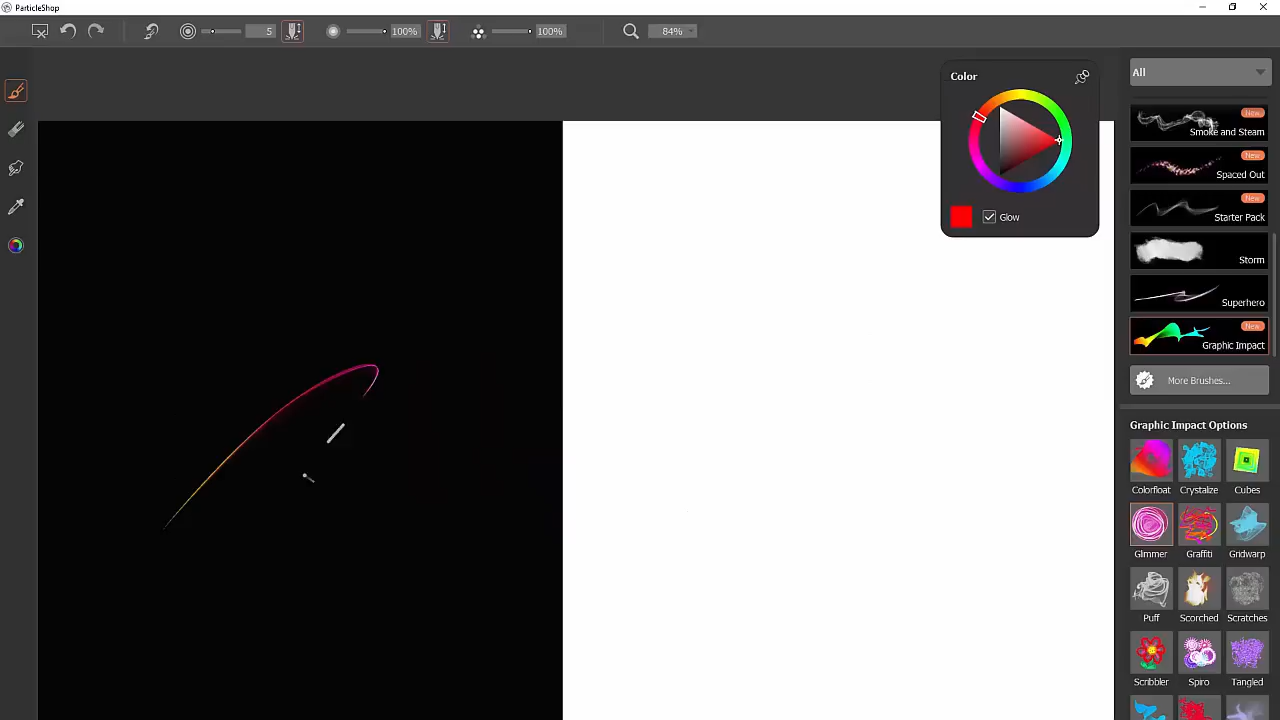 ParticleShop
5
100%
100%
84%
Color
Glow
All
New
Smoke and Steam
New
Spaced Out
New
Starter Pack
Storm
Superhero
New
Graphic Impact
More Brushes...
Graphic Impact Options
Colorfloat Crystalize Cubes
Glimmer Graffiti Gridwarp
Puff Scorched Scratches
Scribbler Spiro Tangled